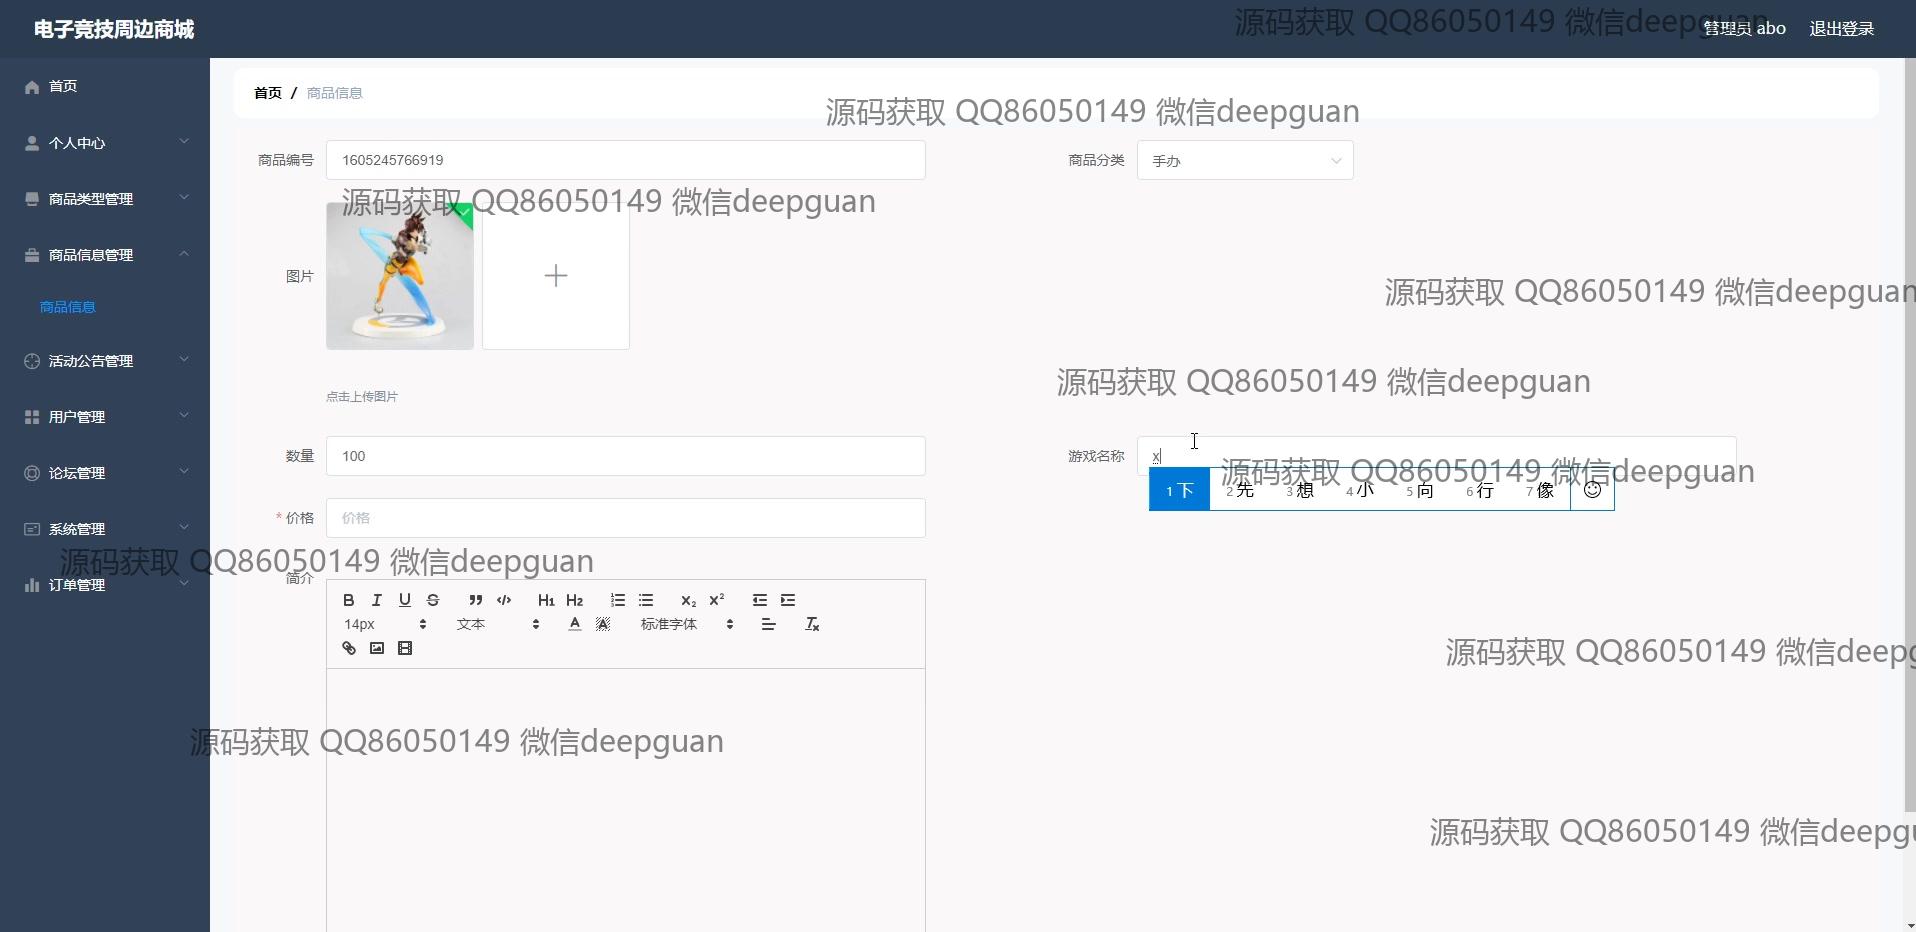 电子竞技周边商城
源码获取 QQ86050149 微信deepguan
管理员 abo
退出登录
首页
个人中心
商品类型管理
商品信息管理
商品信息
活动公告管理
用户管理
论坛管理
系统管理
订单管理
首页 / 商品信息
源码获取 QQ86050149 微信deepguan
商品编号
1605245766919
商品分类
手办
源码获取 QQ86050149 微信deepguan
图片
源码获取 QQ86050149 微信deepguan
点击上传图片
源码获取 QQ86050149 微信deepguan
数量
100
游戏名称
x
源码获取 QQ86050149 微信deepguan
1 下 2 先 3 想 4 小 5 向 6 行 7 像
* 价格
价格
源码获取 QQ86050149 微信deepguan
简介
B I U S H1 H2 X2 X2
14px 文本 A A 标准字体 Tx
源码获取 QQ86050149 微信deepg
源码获取 QQ86050149 微信deepguan
源码获取 QQ86050149 微信deepgu